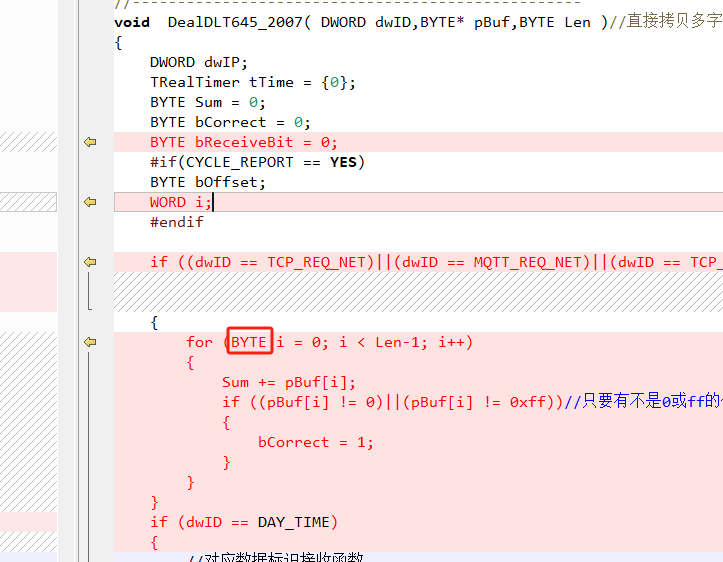 //--------------------------------------------------
void  DealDLT645_2007( DWORD dwID,BYTE* pBuf,BYTE Len )//直接拷贝多字
{
DWORD dwIP;
TRealTimer tTime = {0};
BYTE Sum = 0;
BYTE bCorrect = 0;
BYTE bReceiveBit = 0;
#if(CYCLE_REPORT == YES)
BYTE bOffset;
WORD i;
#endif
if ((dwID == TCP_REQ_NET)||(dwID == MQTT_REQ_NET)||(dwID == TCP_
{
for (BYTE i = 0; i < Len-1; i++)
{
Sum += pBuf[i];
if ((pBuf[i] != 0)||(pBuf[i] != 0xff))//只要有不是0或ff的
{
bCorrect = 1;
}
}
}
if (dwID == DAY_TIME)
{
//对应数据标识接收函数